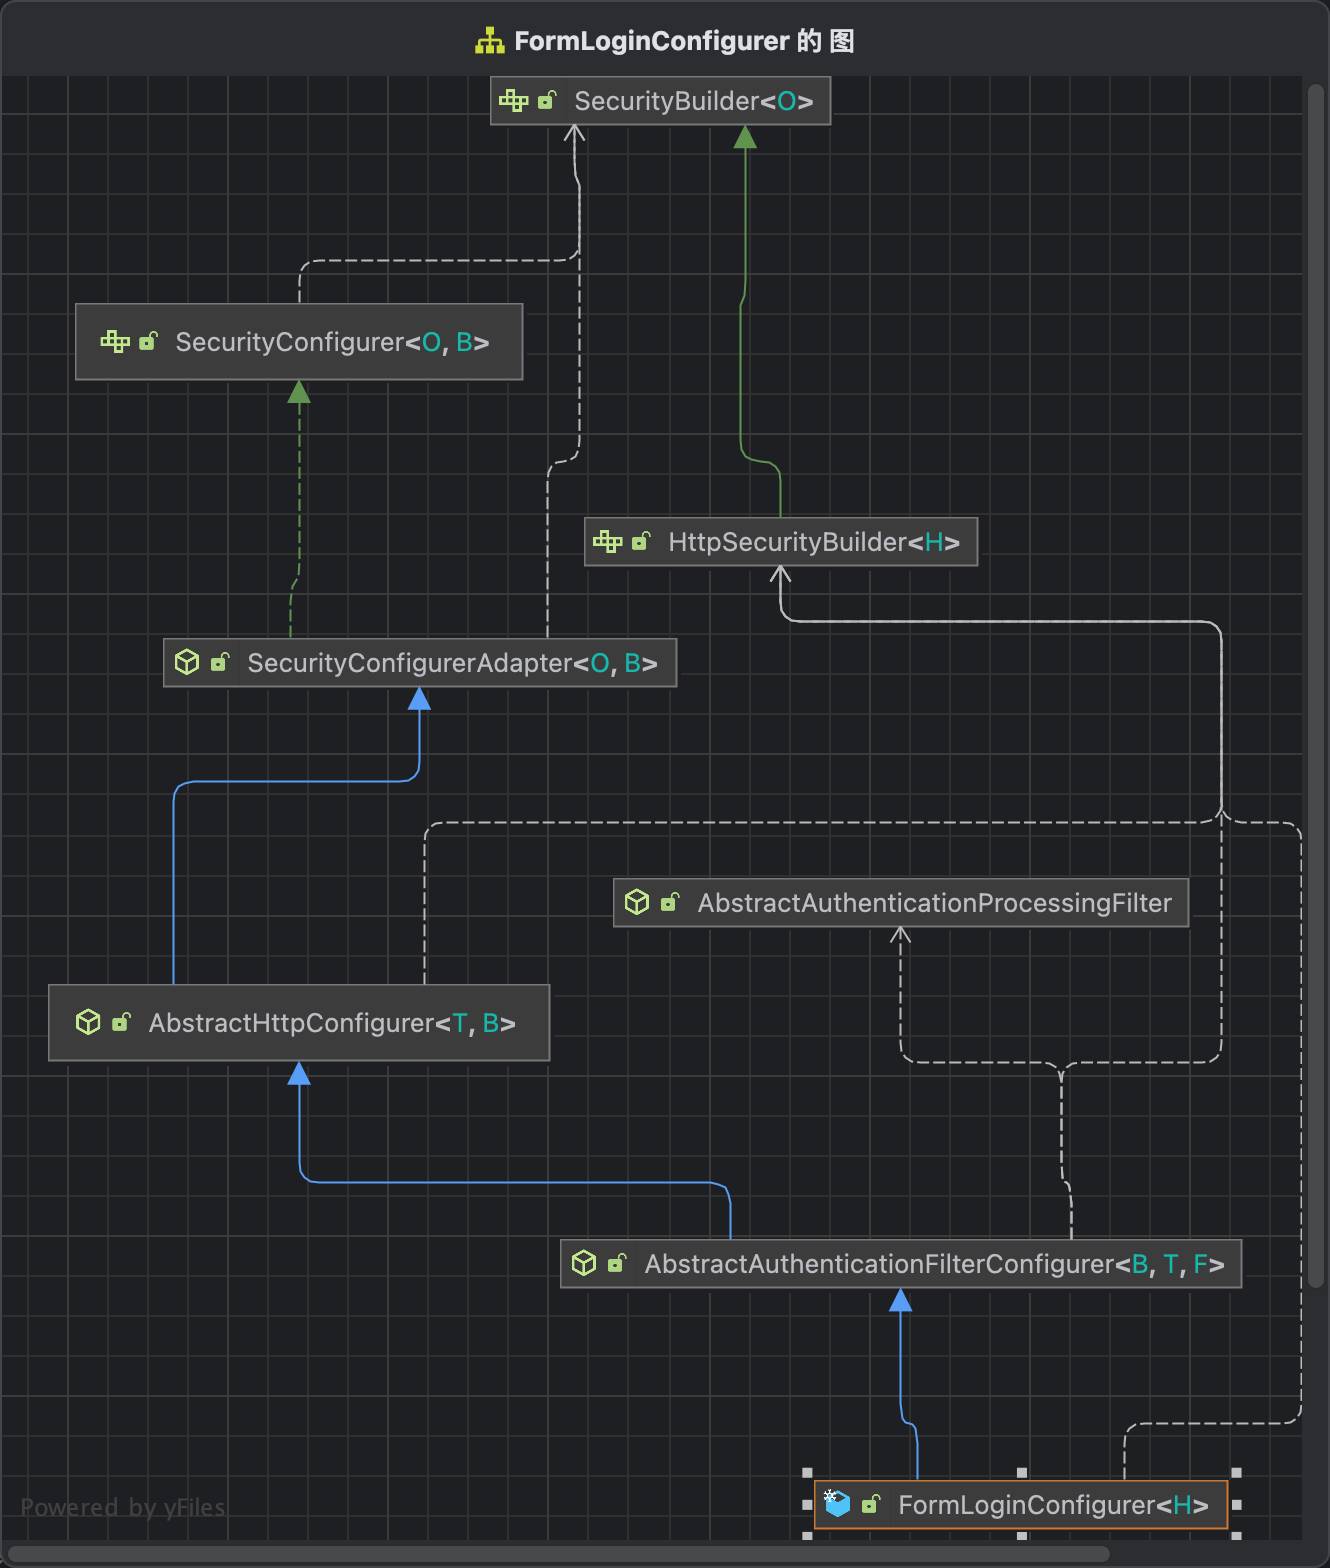 FormLoginConfigurer 的 图
SecurityBuilder<O>
SecurityConfigurer<O, B>
HttpSecurityBuilder<H>
SecurityConfigurerAdapter<O, B>
AbstractAuthenticationProcessingFilter
AbstractHttpConfigurer<T, B>
AbstractAuthenticationFilterConfigurer<B, T, F>
FormLoginConfigurer<H>
Powered by yFiles